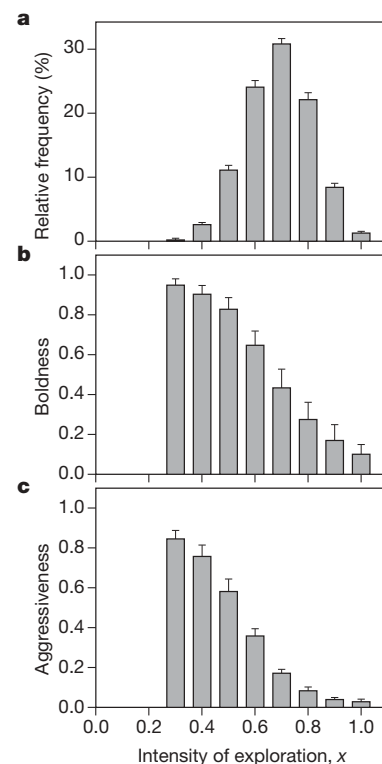 a
30
20
10
0
Relative frequency (%)
b
1.0
0.8
0.6
0.4
0.2
0.0
Boldness
c
1.0
0.8
0.6
0.4
0.2
0.0
Aggressiveness
0.0 0.2 0.4 0.6 0.8 1.0
Intensity of exploration, x